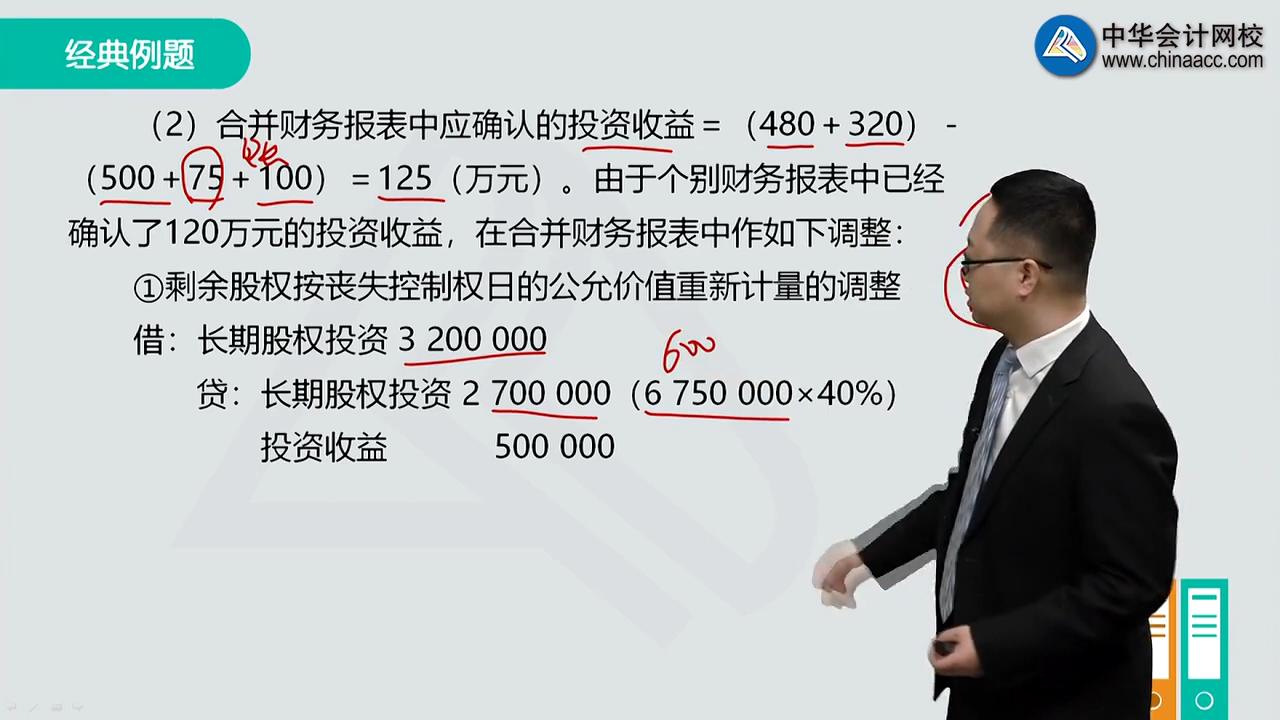 经典例题
中华会计网校
www.chinaacc.com
（2）合并财务报表中应确认的投资收益＝（480＋320）－
（500＋75＋100）＝125（万元）。由于个别财务报表中已经
确认了120万元的投资收益，在合并财务报表中作如下调整：
①剩余股权按丧失控制权日的公允价值重新计量的调整
借：长期股权投资 3 200 000
600
贷：长期股权投资 2 700 000（6 750 000×40%）
投资收益 500 000